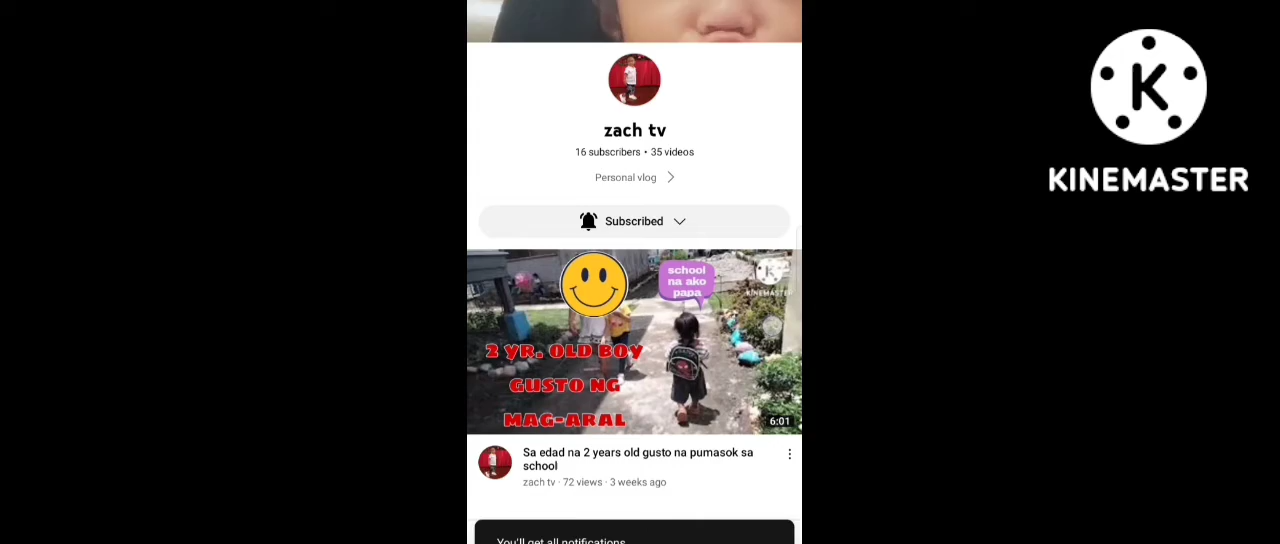 zach tv
16 subscribers • 35 videos
Personal vlog
Subscribed
school
na ako
papa
K
KINEMASTER
2 YR. OLD BOY
GUSTO NG
MAG-ARAL
6:01
Sa edad na 2 years old gusto na pumasok sa
school
zach tv · 72 views · 3 weeks ago
You'll get all notifications
K
KINEMASTER